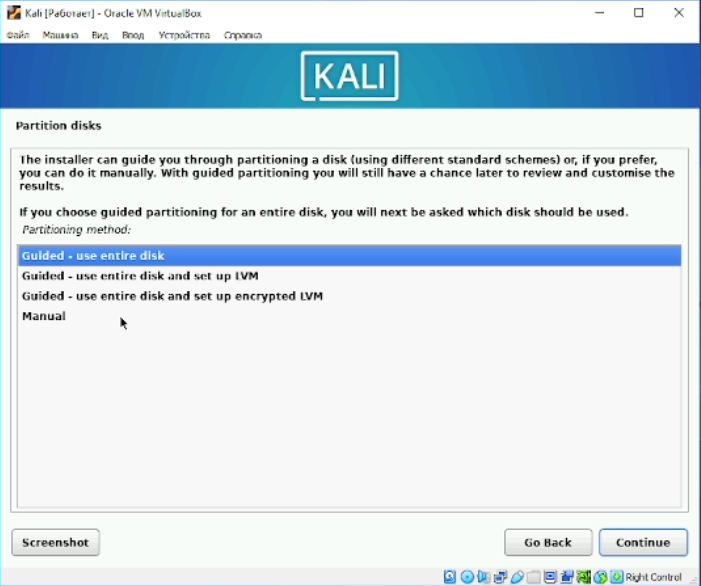 Kali [Работает] - Oracle VM VirtualBox
Файл Машина Вид Ввод Устройства Справка
KALI
Partition disks
The installer can guide you through partitioning a disk (using different standard schemes) or, if you prefer,
you can do it manually. With guided partitioning you will still have a chance later to review and customise the
results.
If you choose guided partitioning for an entire disk, you will next be asked which disk should be used.
Partitioning method:
Guided - use entire disk
Guided - use entire disk and set up LVM
Guided - use entire disk and set up encrypted LVM
Manual
Screenshot
Go Back
Continue
Right Control